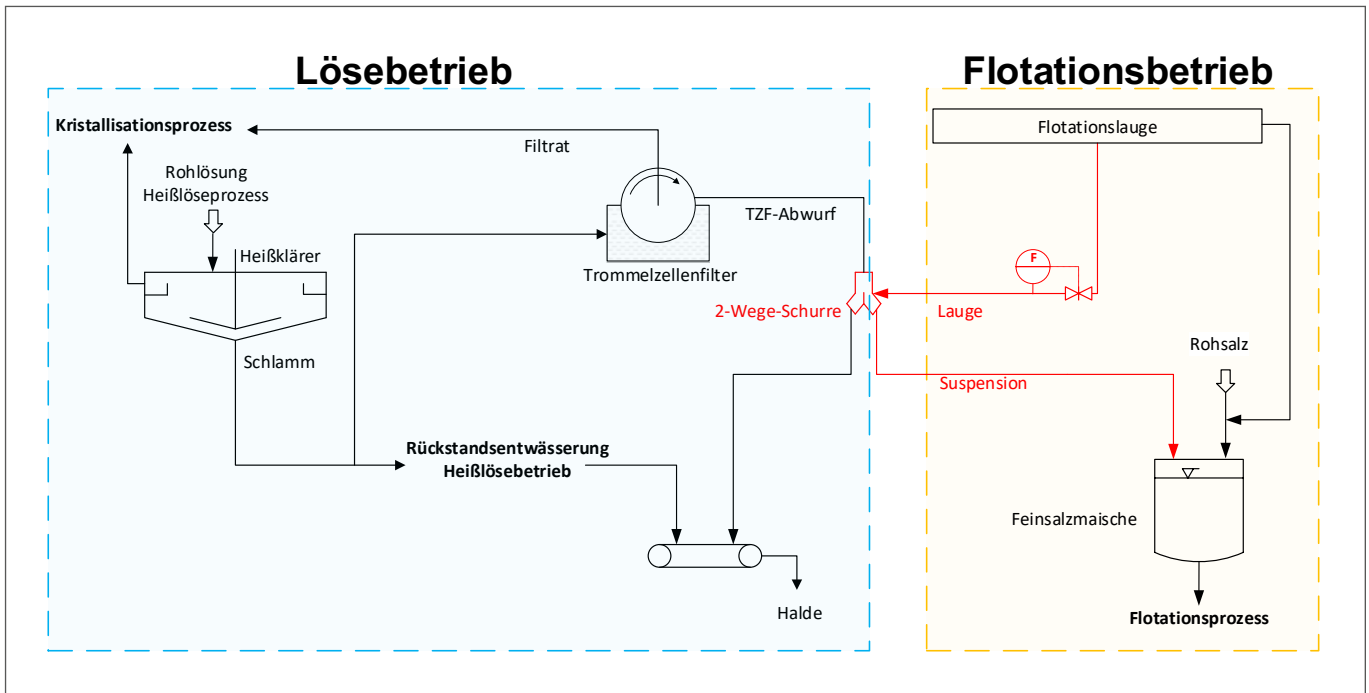 Lösebetrieb
Flotationsbetrieb
Kristallisationsprozess
Filtrat
Rohlösung
Heißlöseprozess
Heißklärer
TZF-Abwurf
Trommelzellenfilter
Schlamm
2-Wege-Schurre
Flotationslauge
F
Lauge
Suspension
Rohsalz
Rückstandsentwässerung
Heißlösebetrieb
Feinsalzmaische
Halde
Flotationsprozess